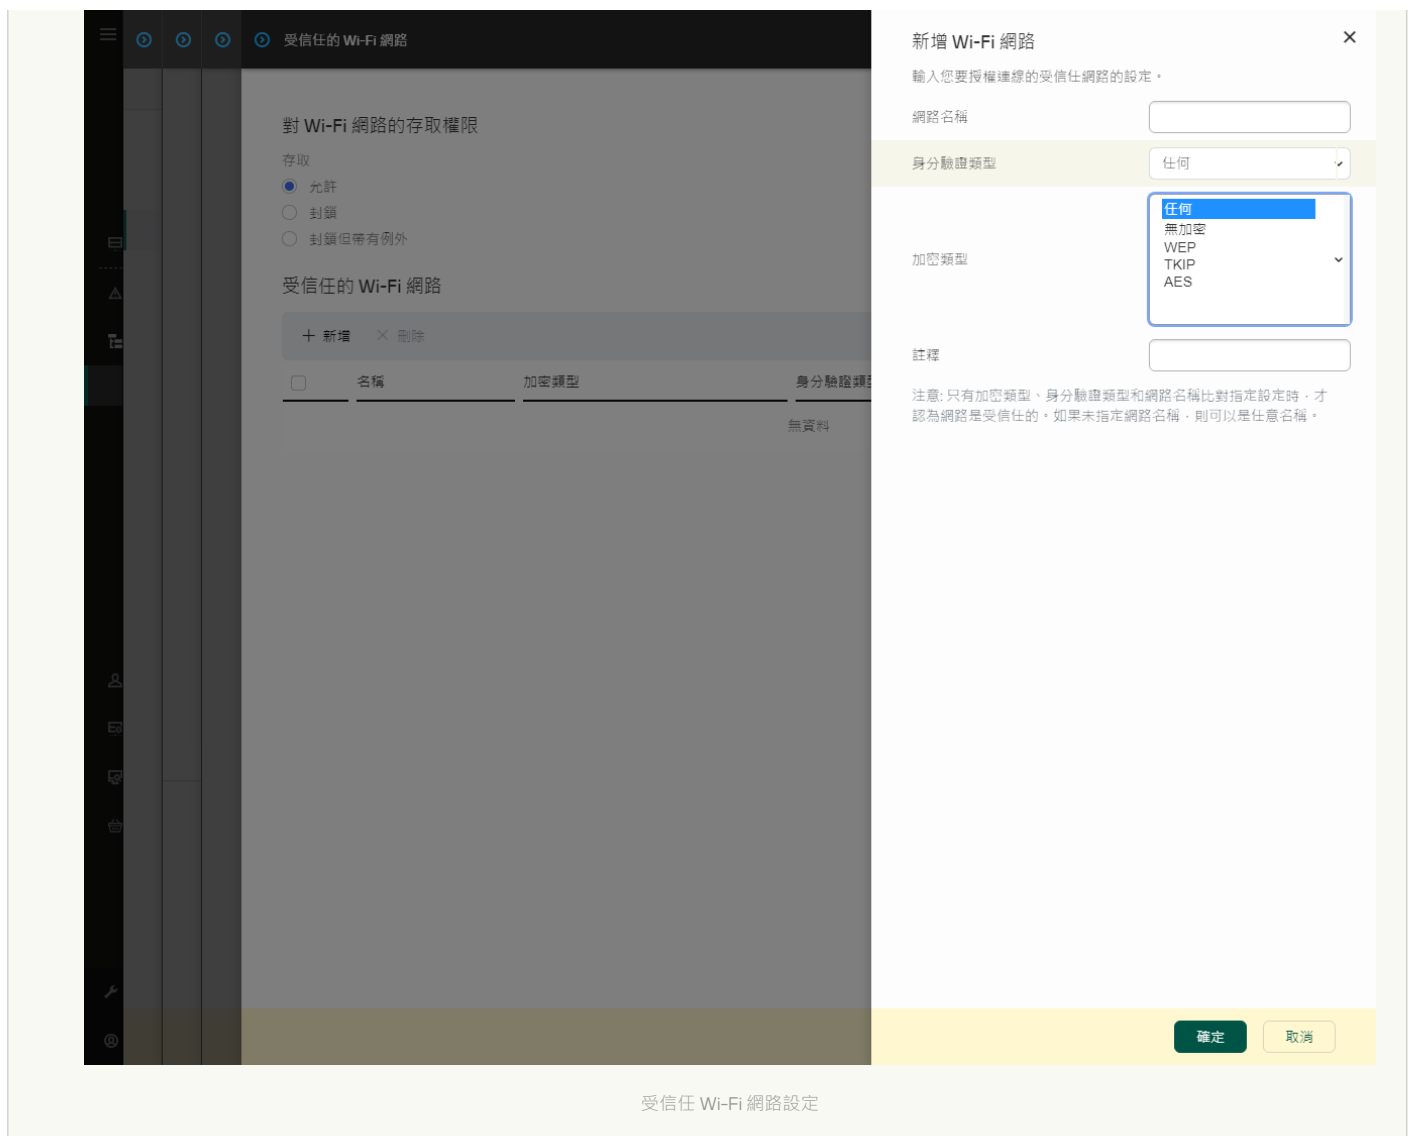 受信任的 Wi-Fi 網路
對 Wi-Fi 網路的存取權限
存取
允許
封鎖
封鎖但帶有例外
受信任的 Wi-Fi 網路
新增 刪除
名稱 加密類型 身分驗證類
無資料
新增 Wi-Fi 網路
輸入您要授權連線的受信任網路的設定。
網路名稱
身分驗證類型 任何
加密類型
任何
無加密
WEP
TKIP
AES
註釋
注意: 只有加密類型、身分驗證類型和網路名稱比對指定設定時，才
認為網路是受信任的。如果未指定網路名稱，則可以是任意名稱。
確定 取消
受信任 Wi-Fi 網路設定